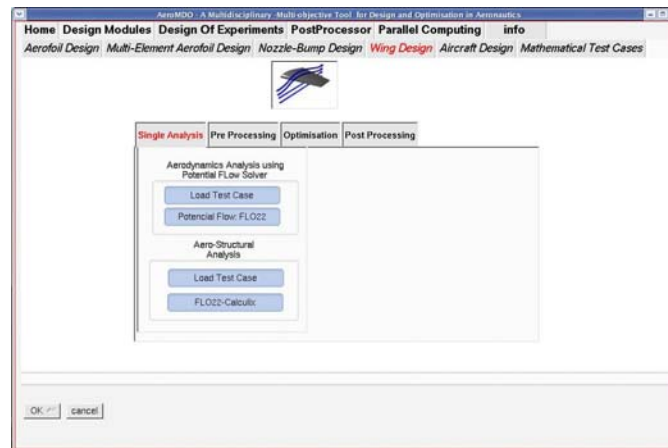 AeroMDO - A Multidisciplinary -Multi-objective Tool for Design and Optimisation in Aeronautics
Home Design Modules Design Of Experiments PostProcessor Parallel Computing info
Aerofoil Design Multi-Element Aerofoil Design Nozzle-Bump Design Wing Design Aircraft Design Mathematical Test Cases
Single Analysis Pre Processing Optimisation Post Processing
Aerodynamics Analysis using
Potential FLow Solver
Load Test Case
Potencial Flow: FLO22
Aero-Structural
Analysis
Load Test Case
FLO22-Calculix
OK cancel